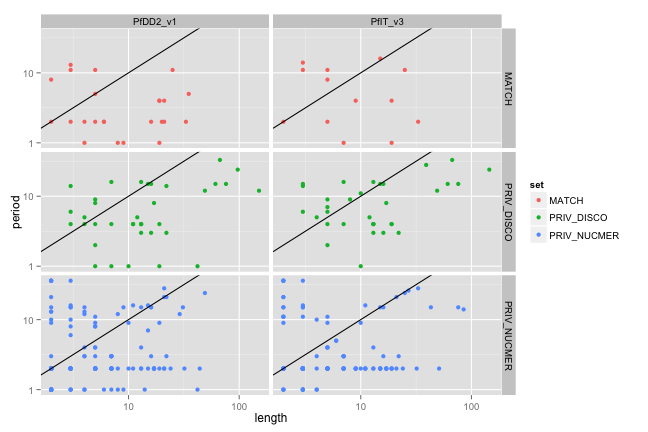 PfDD2_v1 PfIT_v3
10
1
MATCH
period
10
1
PRIV_DISCO
10
1
PRIV_NUCMER
10 100 10 100
length
set
MATCH
PRIV_DISCO
PRIV_NUCMER